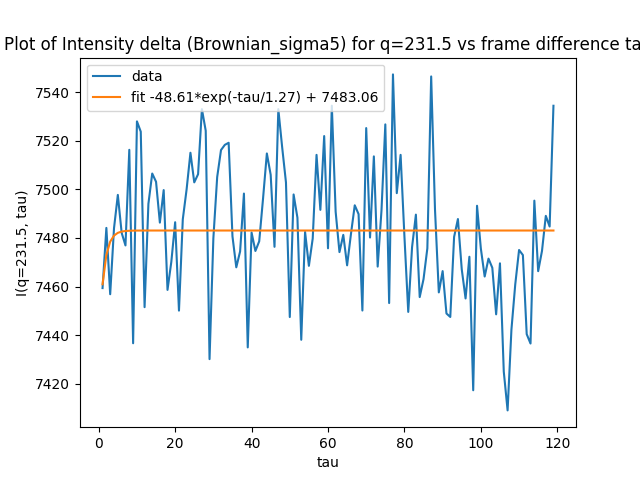 Plot of Intensity delta (Brownian_sigma5) for q=231.5 vs frame difference ta
data
fit -48.61*exp(-tau/1.27) + 7483.06
7540
7520
7500
7480
7460
7440
7420
I(q=231.5, tau)
0 20 40 60 80 100 120
tau